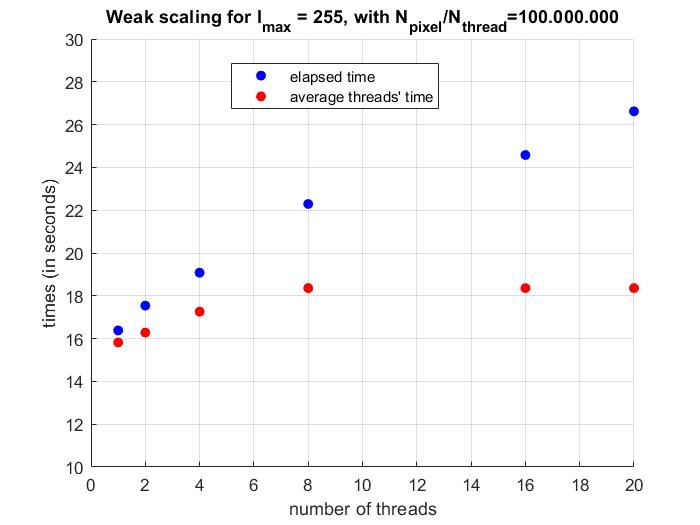 Weak scaling for I_max = 255, with N_pixel/N_thread=100.000.000
30
28
26
24
22
20
18
16
14
12
10
times (in seconds)
elapsed time
average threads' time
0 2 4 6 8 10 12 14 16 18 20
number of threads